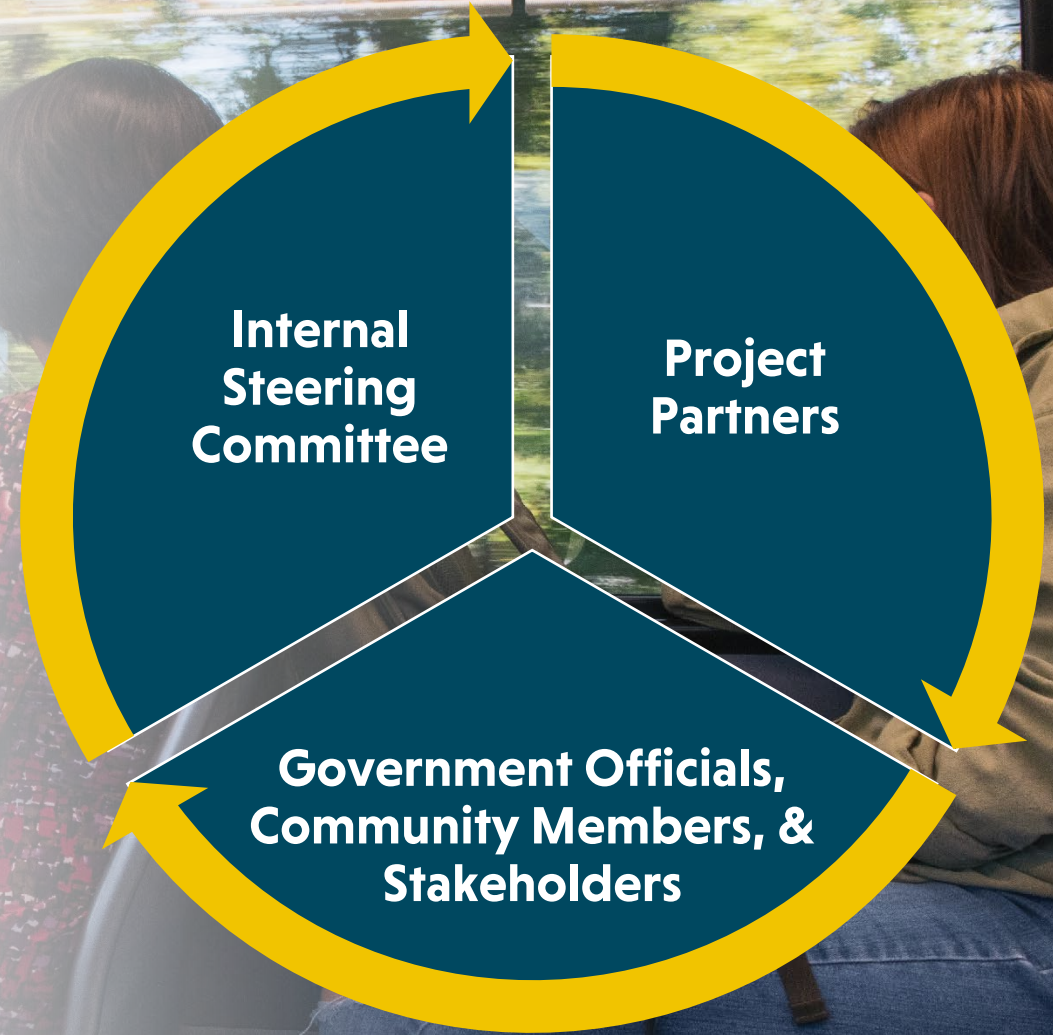 Internal
Steering
Committee
Project
Partners
Government Officials,
Community Members, &
Stakeholders